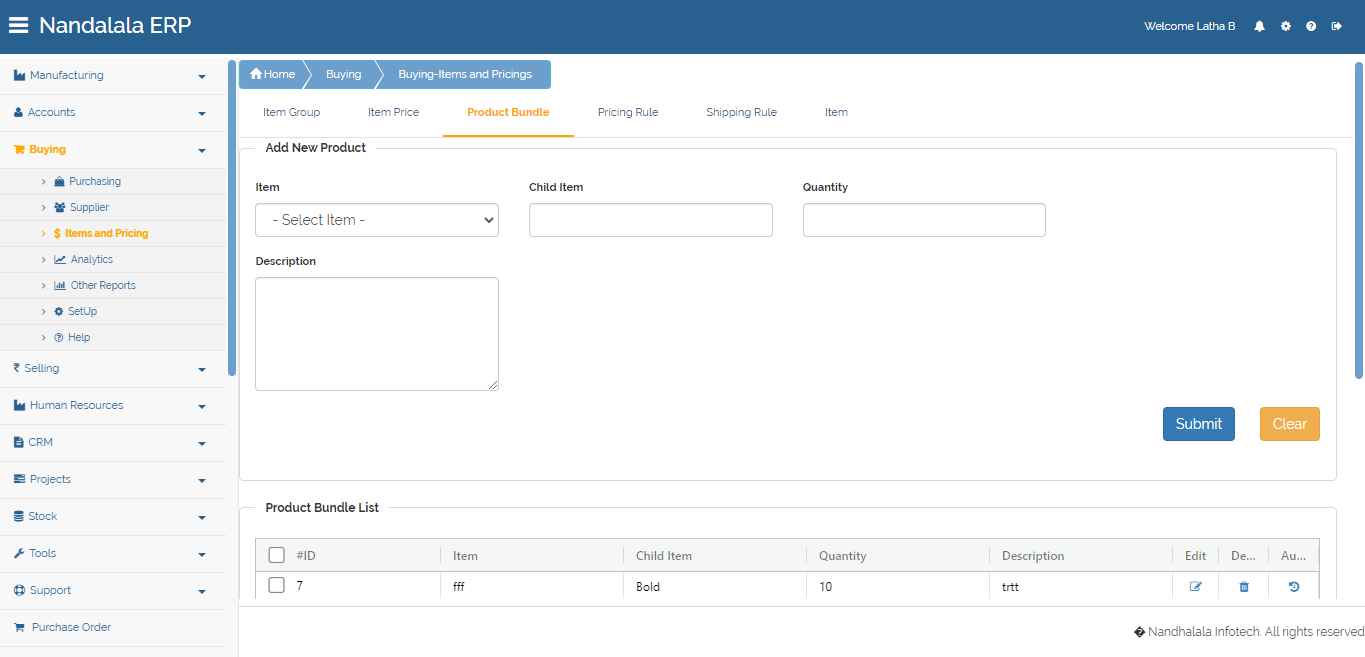 Nandalala ERP
Welcome Latha B
Manufacturing
Accounts
Buying
Purchasing
Supplier
$ Items and Pricing
Analytics
Other Reports
SetUp
Help
₹ Selling
Human Resources
CRM
Projects
Stock
Tools
Support
Purchase Order
Home Buying Buying-Items and Pricings
Item Group Item Price Product Bundle Pricing Rule Shipping Rule Item
Add New Product
Item Child Item Quantity
- Select Item -
Description
Submit Clear
Product Bundle List
#ID Item Child Item Quantity Description Edit De... Au...
7 fff Bold 10 trtt
� Nandhalala Infotech. All rights reserved